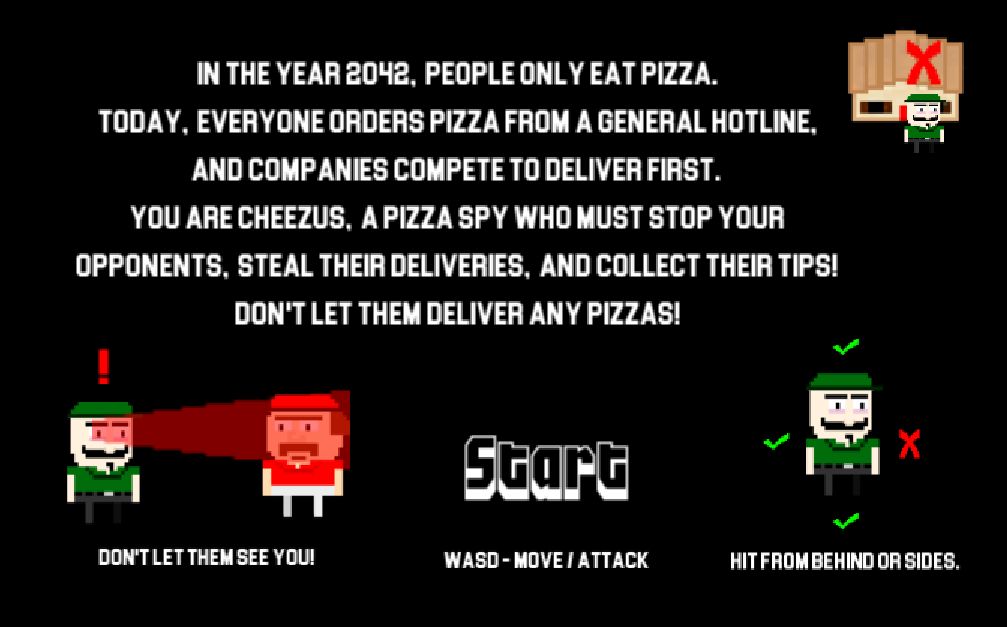 IN THE YEAR 2042, PEOPLE ONLY EAT PIZZA.
TODAY, EVERYONE ORDERS PIZZA FROM A GENERAL HOTLINE,
AND COMPANIES COMPETE TO DELIVER FIRST.
YOU ARE CHEEZUS, A PIZZA SPY WHO MUST STOP YOUR
OPPONENTS, STEAL THEIR DELIVERIES, AND COLLECT THEIR TIPS!
DON'T LET THEM DELIVER ANY PIZZAS!
!
Start
DON'T LET THEM SEE YOU!
WASD - MOVE / ATTACK
HIT FROM BEHIND OR SIDES.